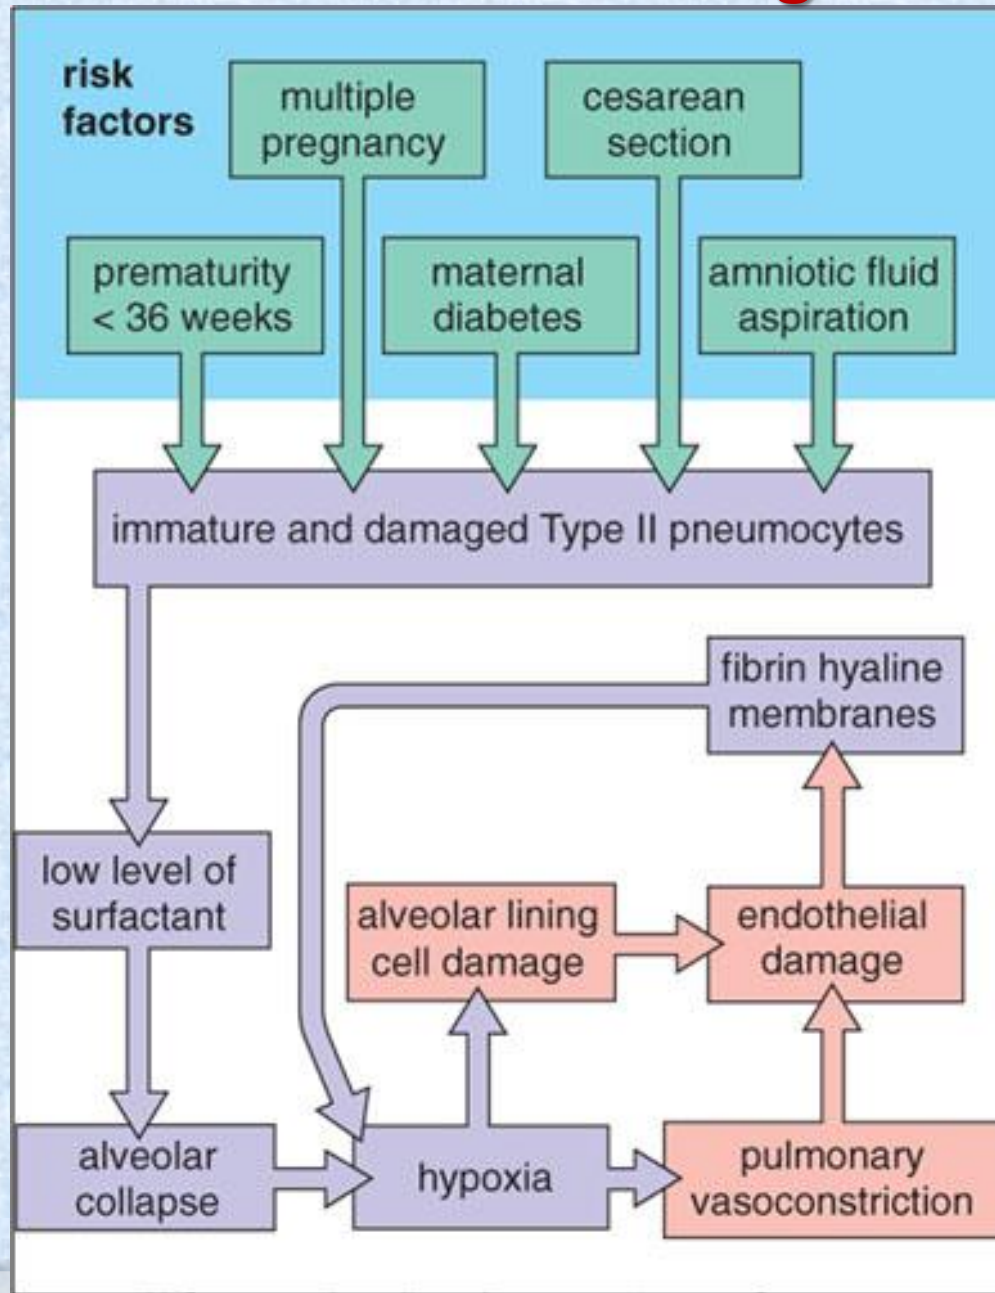 risk
factors
multiple
pregnancy
cesarean
section
prematurity
< 36 weeks
maternal
diabetes
amniotic fluid
aspiration
immature and damaged Type II pneumocytes
fibrin hyaline
membranes
low level of
surfactant
alveolar lining
cell damage
endothelial
damage
alveolar
collapse
hypoxia
pulmonary
vasoconstriction